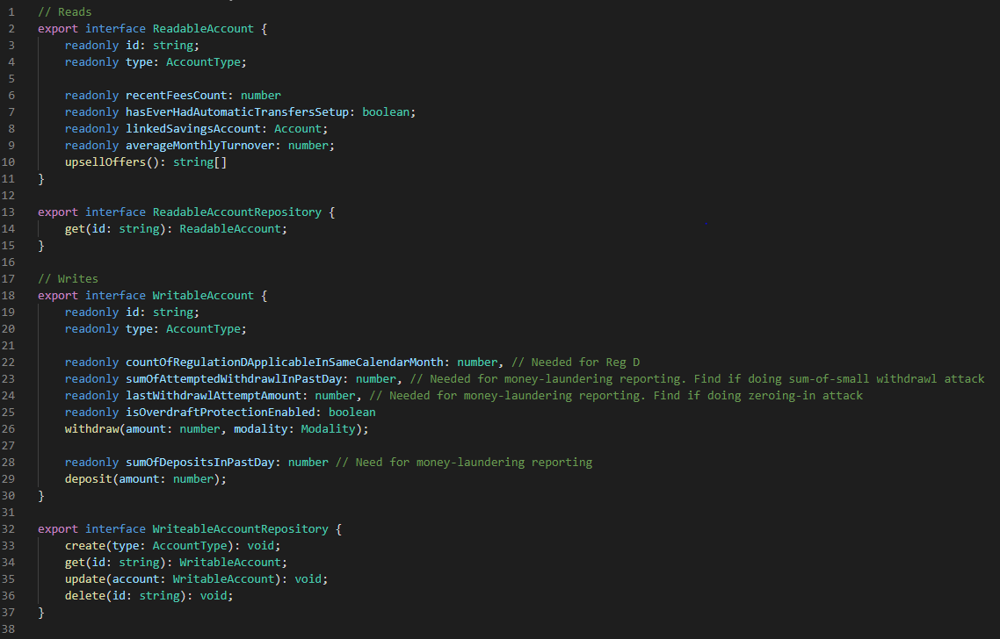 1 // Reads
2 export interface ReadableAccount {
3 readonly id: string;
4 readonly type: AccountType;
5
6 readonly recentFeesCount: number
7 readonly hasEverHadAutomaticTransfersSetup: boolean;
8 readonly linkedSavingsAccount: Account;
9 readonly averageMonthlyTurnover: number;
10 upsellOffers(): string[]
11 }
12
13 export interface ReadableAccountRepository {
14 get(id: string): ReadableAccount;
15 }
16
17 // Writes
18 export interface WritableAccount {
19 readonly id: string;
20 readonly type: AccountType;
21
22 readonly countOfRegulationDApplicableInSameCalendarMonth: number, // Needed for Reg D
23 readonly sumOfAttemptedWithdrawlInPastDay: number, // Needed for money-laundering reporting. Find if doing sum-of-small withdrawl attack
24 readonly lastWithdrawlAttemptAmount: number, // Needed for money-laundering reporting. Find if doing zeroing-in attack
25 readonly isOverdraftProtectionEnabled: boolean
26 withdraw(amount: number, modality: Modality);
27
28 readonly sumOfDepositsInPastDay: number // Need for money-laundering reporting
29 deposit(amount: number);
30 }
31
32 export interface WriteableAccountRepository {
33 create(type: AccountType): void;
34 get(id: string): WritableAccount;
35 update(account: WritableAccount): void;
36 delete(id: string): void;
37 }
38